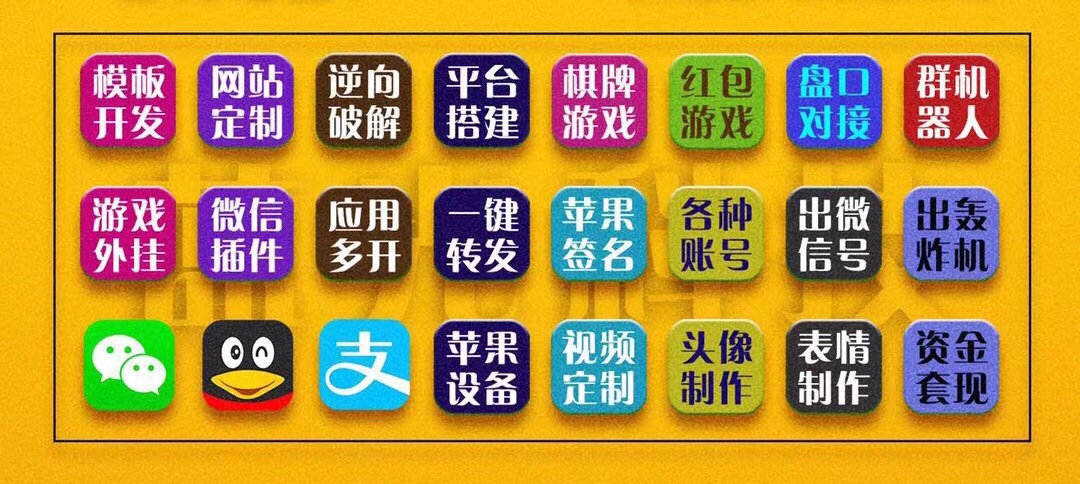 模板
开发
网站
定制
逆向
破解
平台
搭建
棋牌
游戏
红包
游戏
盘口
对接
群机
器人
游戏
外挂
微信
插件
应用
多开
一键
转发
苹果
签名
各种
账号
出微
信号
出轰
炸机
支
苹果
设备
视频
定制
头像
制作
表情
制作
资金
套现